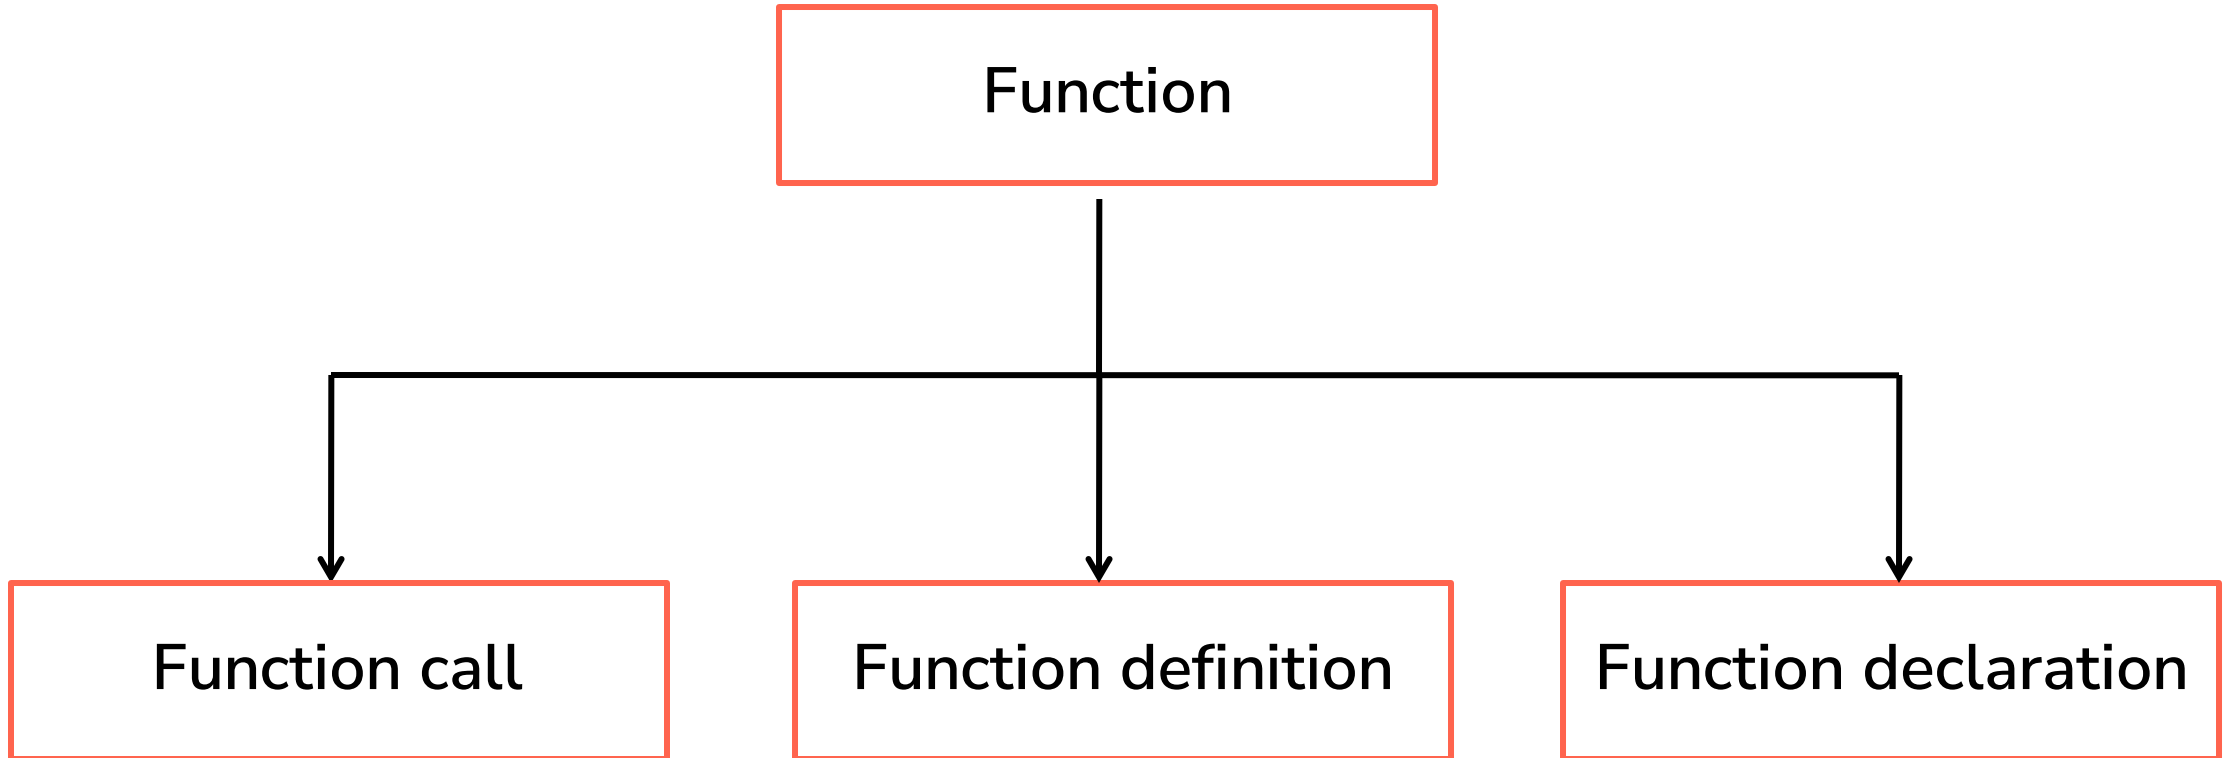 Function
Function call
Function definition
Function declaration